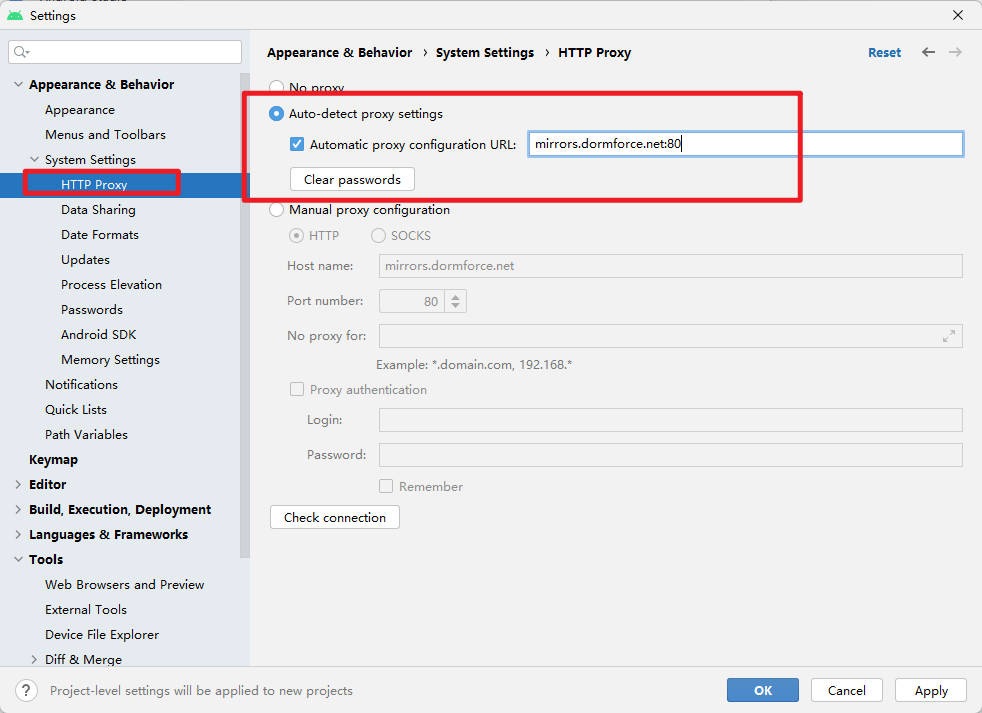 Settings
Appearance & Behavior › System Settings › HTTP Proxy
Reset
Appearance & Behavior
Appearance
Menus and Toolbars
System Settings
HTTP Proxy
Data Sharing
Date Formats
Updates
Process Elevation
Passwords
Android SDK
Memory Settings
Notifications
Quick Lists
Path Variables
Keymap
Editor
Build, Execution, Deployment
Languages & Frameworks
Tools
Web Browsers and Preview
External Tools
Device File Explorer
Diff & Merge
No proxy
Auto-detect proxy settings
Automatic proxy configuration URL: mirrors.dormforce.net:80
Clear passwords
Manual proxy configuration
HTTP SOCKS
Host name: mirrors.dormforce.net
Port number: 80
No proxy for:
Example: *.domain.com, 192.168.*
Proxy authentication
Login:
Password:
Remember
Check connection
? Project-level settings will be applied to new projects
OK Cancel Apply